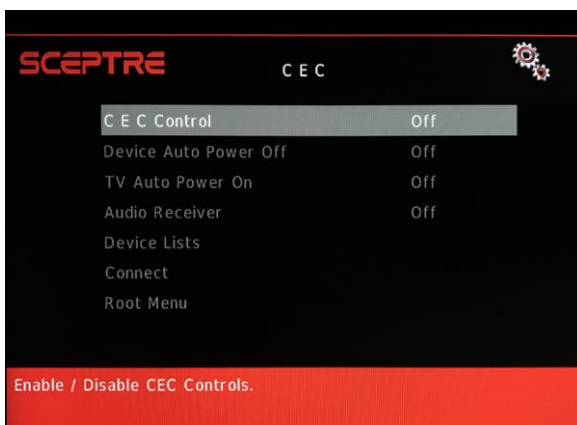 SCEPTRE
C E C
C E C Control Off
Device Auto Power Off Off
TV Auto Power On Off
Audio Receiver Off
Device Lists
Connect
Root Menu
Enable / Disable CEC Controls.